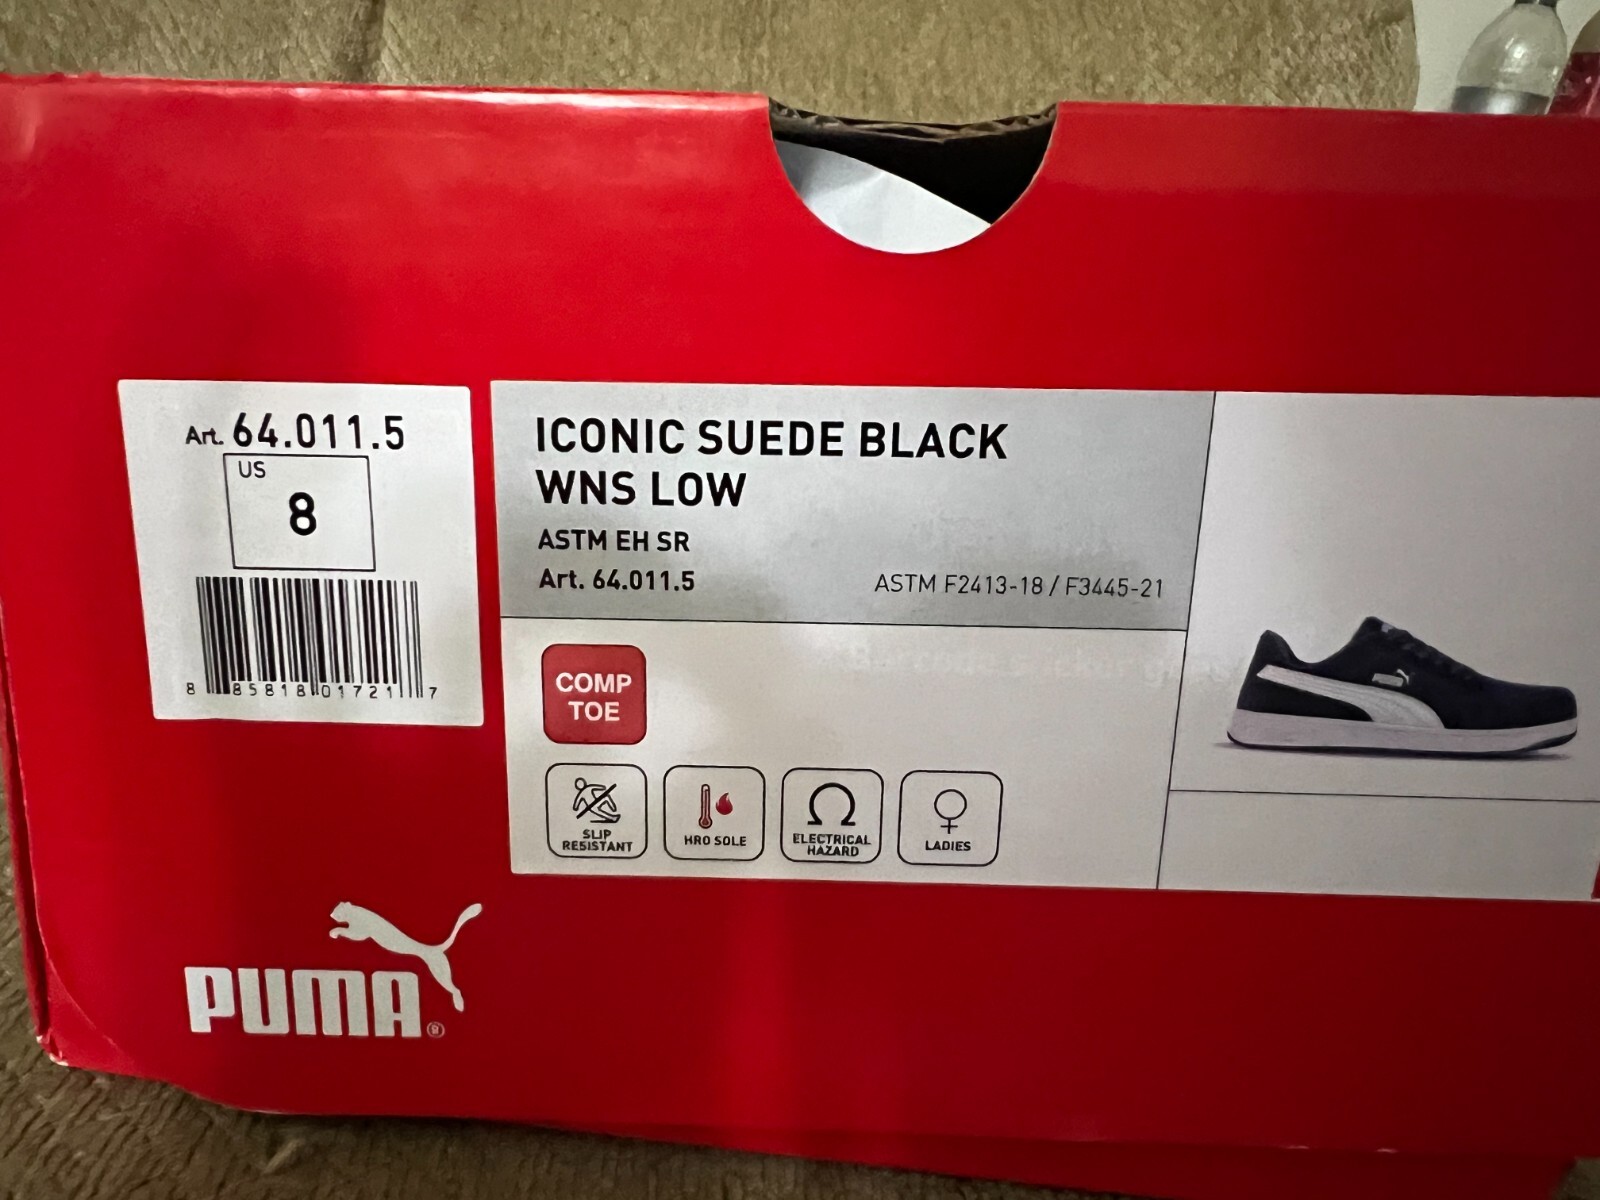 Art. 64.011.5
US
8
8 85818 01721 7
ICONIC SUEDE BLACK
WNS LOW
ASTM EH SR
Art. 64.011.5
ASTM F2413-18 / F3445-21
COMP
TOE
SLIP
RESISTANT
HRO SOLE
ELECTRICAL
HAZARD
LADIES
PUMA®